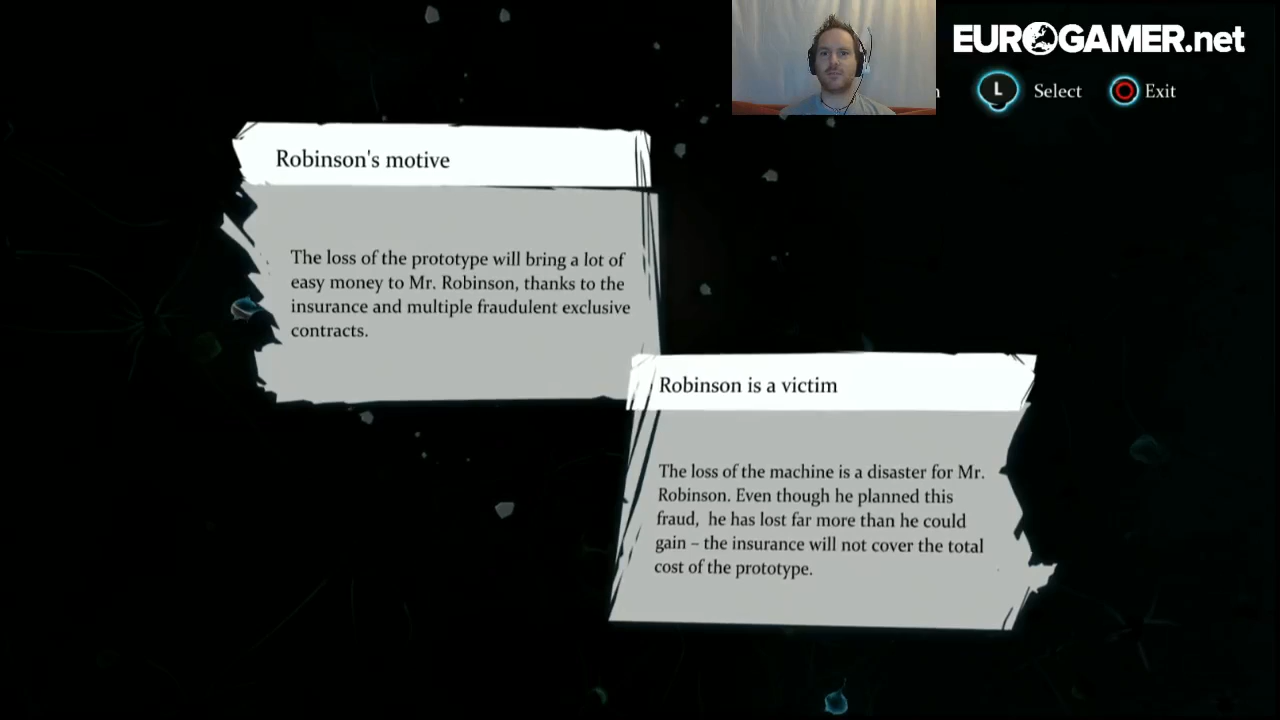 EUROGAMER.net
L Select Exit
Robinson's motive
The loss of the prototype will bring a lot of
easy money to Mr. Robinson, thanks to the
insurance and multiple fraudulent exclusive
contracts.
Robinson is a victim
The loss of the machine is a disaster for Mr.
Robinson. Even though he planned this
fraud, he has lost far more than he could
gain – the insurance will not cover the total
cost of the prototype.